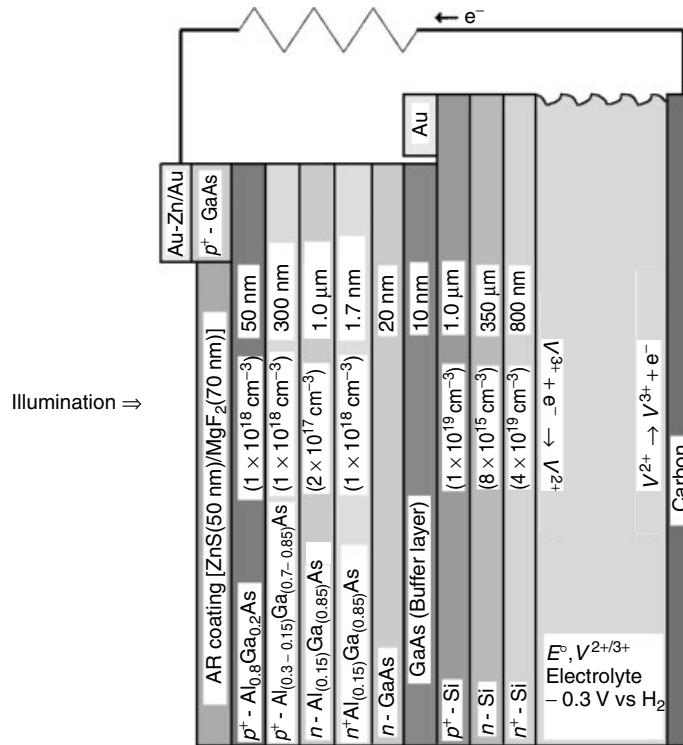 ← e⁻
Au
Au-Zn/Au
p⁺ - GaAs
Illumination ⇒
AR coating [ZnS(50 nm)/MgF₂(70 nm)]
p⁺ - Al₀.₈Ga₀.₂As (1 × 10¹⁸ cm⁻³) 50 nm
p⁺ - Al₍₀.₃₋₀.₁₅₎Ga₍₀.₇₋₀.₈₅₎As (1 × 10¹⁸ cm⁻³) 300 nm
n - Al₍₀.₁₅₎Ga₍₀.₈₅₎As (2 × 10¹⁷ cm⁻³) 1.0 μm
n⁺Al₍₀.₁₅₎Ga₍₀.₈₅₎As (1 × 10¹⁸ cm⁻³) 1.7 nm
n - GaAs 20 nm
GaAs (Buffer layer) 10 nm
p⁺ - Si (1 × 10¹⁹ cm⁻³) 1.0 μm
n - Si (8 × 10¹⁵ cm⁻³) 350 μm
n⁺ - Si (4 × 10¹⁹ cm⁻³) 800 nm
V³⁺ + e⁻ → V²⁺
V²⁺ → V³⁺ + e⁻
Carbon
E°, V²⁺/³⁺
Electrolyte
– 0.3 V vs H₂